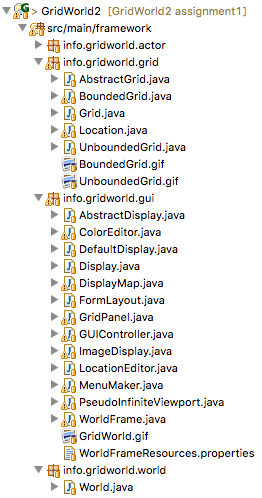 > GridWorld2 [GridWorld2 assignment1]
src/main/framework
info.gridworld.actor
info.gridworld.grid
AbstractGrid.java
BoundedGrid.java
Grid.java
Location.java
UnboundedGrid.java
BoundedGrid.gif
UnboundedGrid.gif
info.gridworld.gui
AbstractDisplay.java
ColorEditor.java
DefaultDisplay.java
Display.java
DisplayMap.java
FormLayout.java
GridPanel.java
GUIController.java
ImageDisplay.java
LocationEditor.java
MenuMaker.java
PseudoInfiniteViewport.java
WorldFrame.java
GridWorld.gif
WorldFrameResources.properties
info.gridworld.world
World.java